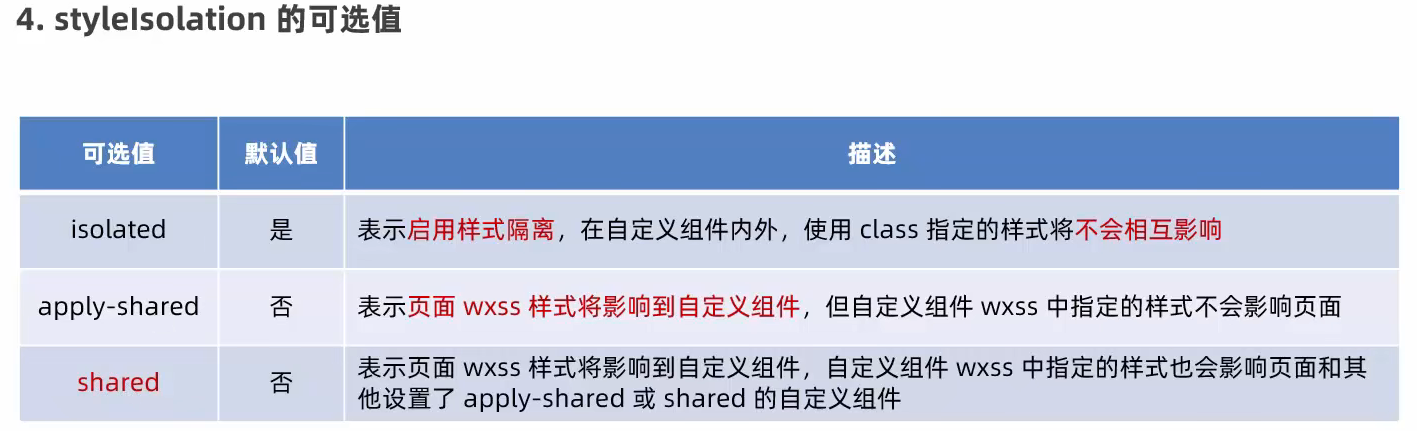 4. styleIsolation 的可选值
可选值 默认值 描述
isolated 是 表示启用样式隔离，在自定义组件内外，使用 class 指定的样式将不会相互影响
apply-shared 否 表示页面 wxss 样式将影响到自定义组件，但自定义组件 wxss 中指定的样式不会影响页面
shared 否 表示页面 wxss 样式将影响到自定义组件，自定义组件 wxss 中指定的样式也会影响页面和其
他设置了 apply-shared 或 shared 的自定义组件